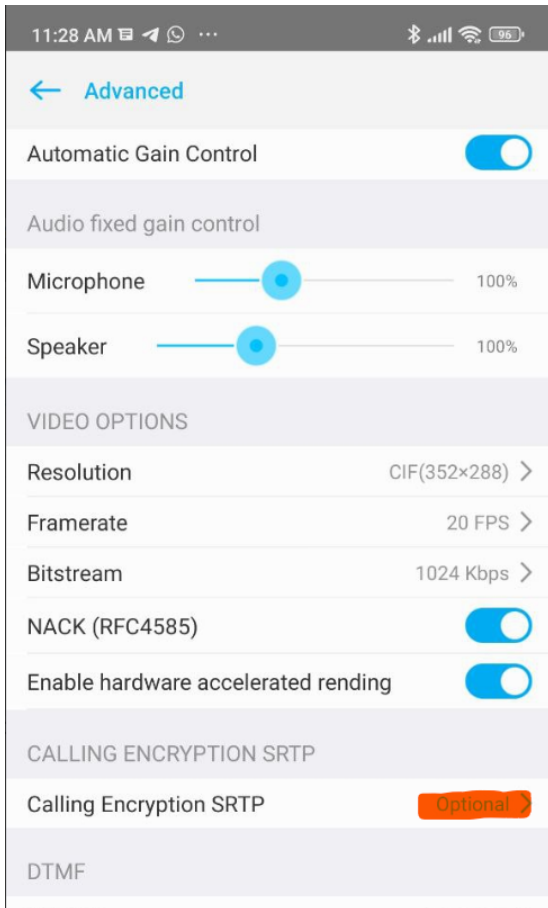 11:28 AM ... 96
Advanced
Automatic Gain Control
Audio fixed gain control
Microphone 100%
Speaker 100%
VIDEO OPTIONS
Resolution CIF(352×288)
Framerate 20 FPS
Bitstream 1024 Kbps
NACK (RFC4585)
Enable hardware accelerated rending
CALLING ENCRYPTION SRTP
Calling Encryption SRTP Optional
DTMF